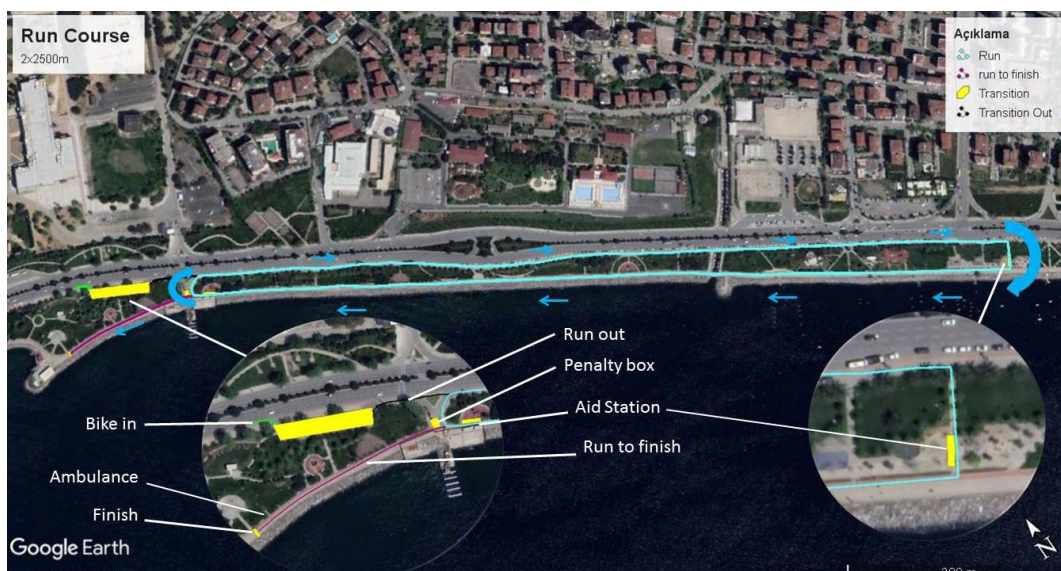 Run Course
2x2500m
Açıklama
Run
run to finish
Transition
Transition Out
Run out
Penalty box
Bike in
Aid Station
Run to finish
Ambulance
Finish
Google Earth
N